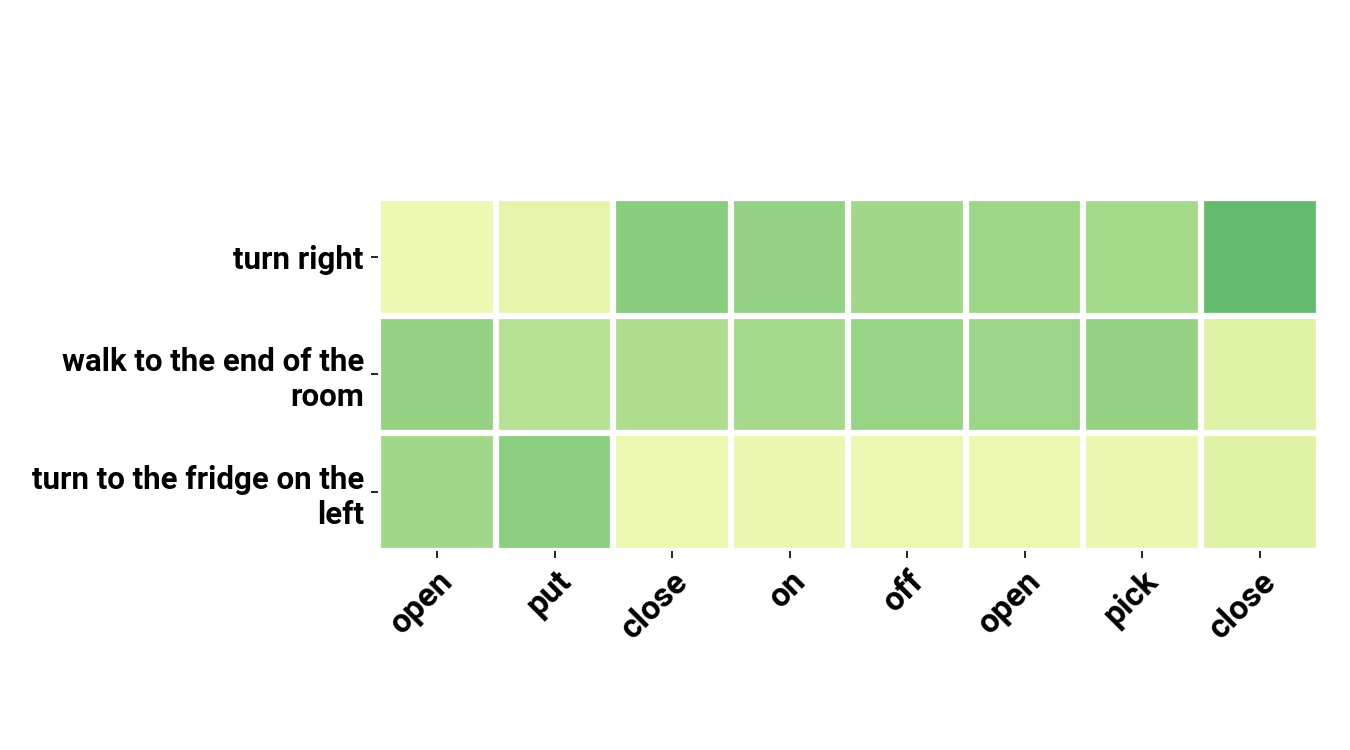 turn right
walk to the end of the
room
turn to the fridge on the
left
open
put
close
on
off
open
pick
close